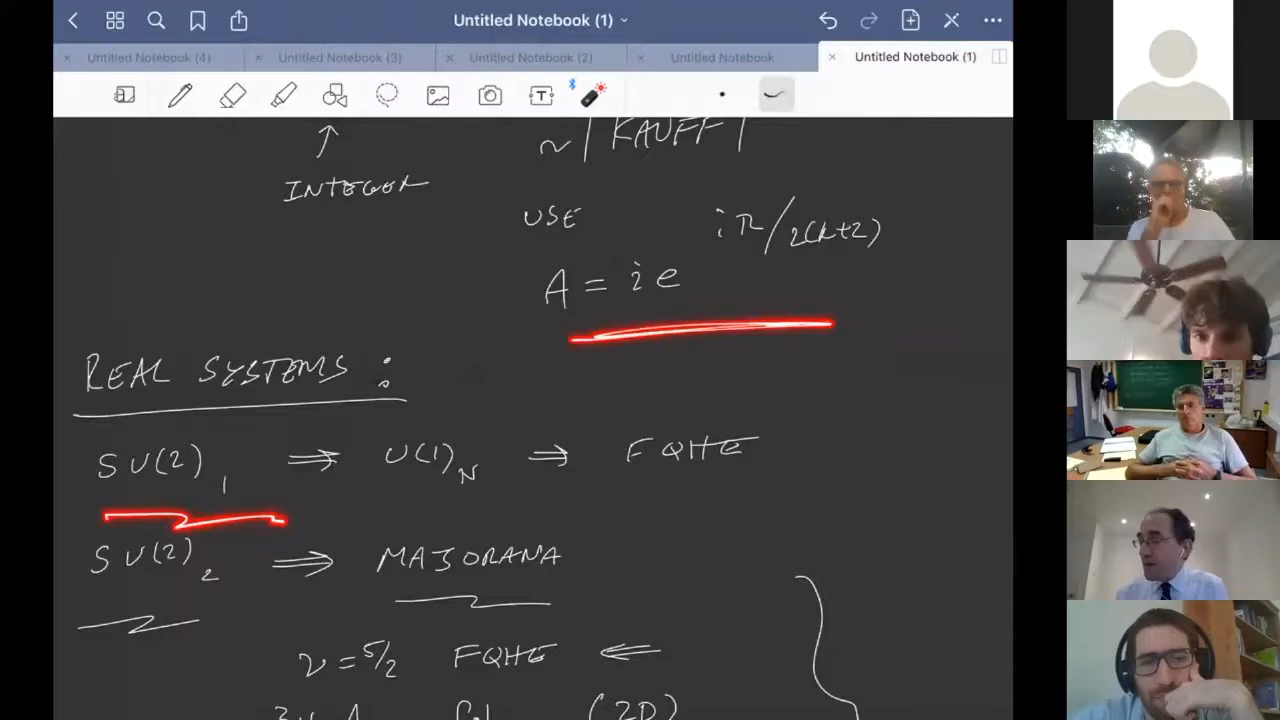 Untitled Notebook (1)
Untitled Notebook (4)
Untitled Notebook (3)
Untitled Notebook (2)
Untitled Notebook
Untitled Notebook (1)
~ | KAUFF |
INTEGER
USE
A = i e^{iπ/2(k+2)}
REAL SYSTEMS :
SU(2)₁ ⇒ U(1)_N ⇒ FQHE
SU(2)₂ ⇒ MAJORANA
ν = 5/2 FQHE ⇐
(2D)